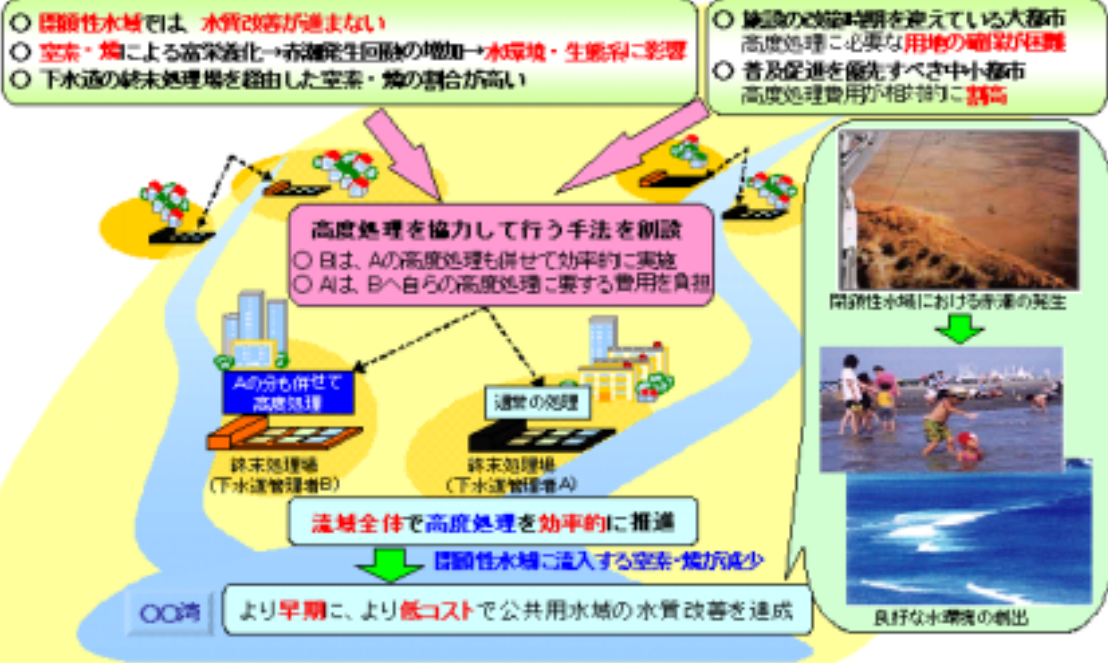 ○ 閉鎖性水域では、水質改善が進まない
○ 窒素・燐による富栄養化→赤潮発生回数の増加→水環境・生態系に影響
○ 下水道の終末処理場を経由した窒素・燐の割合が高い
○ 施設の改築時期を迎えている大都市
高度処理に必要な用地の確保が困難
○ 普及促進を優先すべき中小都市
高度処理費用が相対的に割高
高度処理を協力して行う手法を創設
○ Bは、Aの高度処理も併せて効率的に実施
○ Aは、Bへ自らの高度処理に要する費用を負担
閉鎖性水域における赤潮の発生
Aの分も併せて
高度処理
通常の処理
終末処理場
(下水道管理者B)
終末処理場
(下水道管理者A)
流域全体で高度処理を効率的に推進
閉鎖性水域に流入する窒素・燐が減少
○○湾
より早期に、より低コストで公共用水域の水質改善を達成
良好な水環境の創出